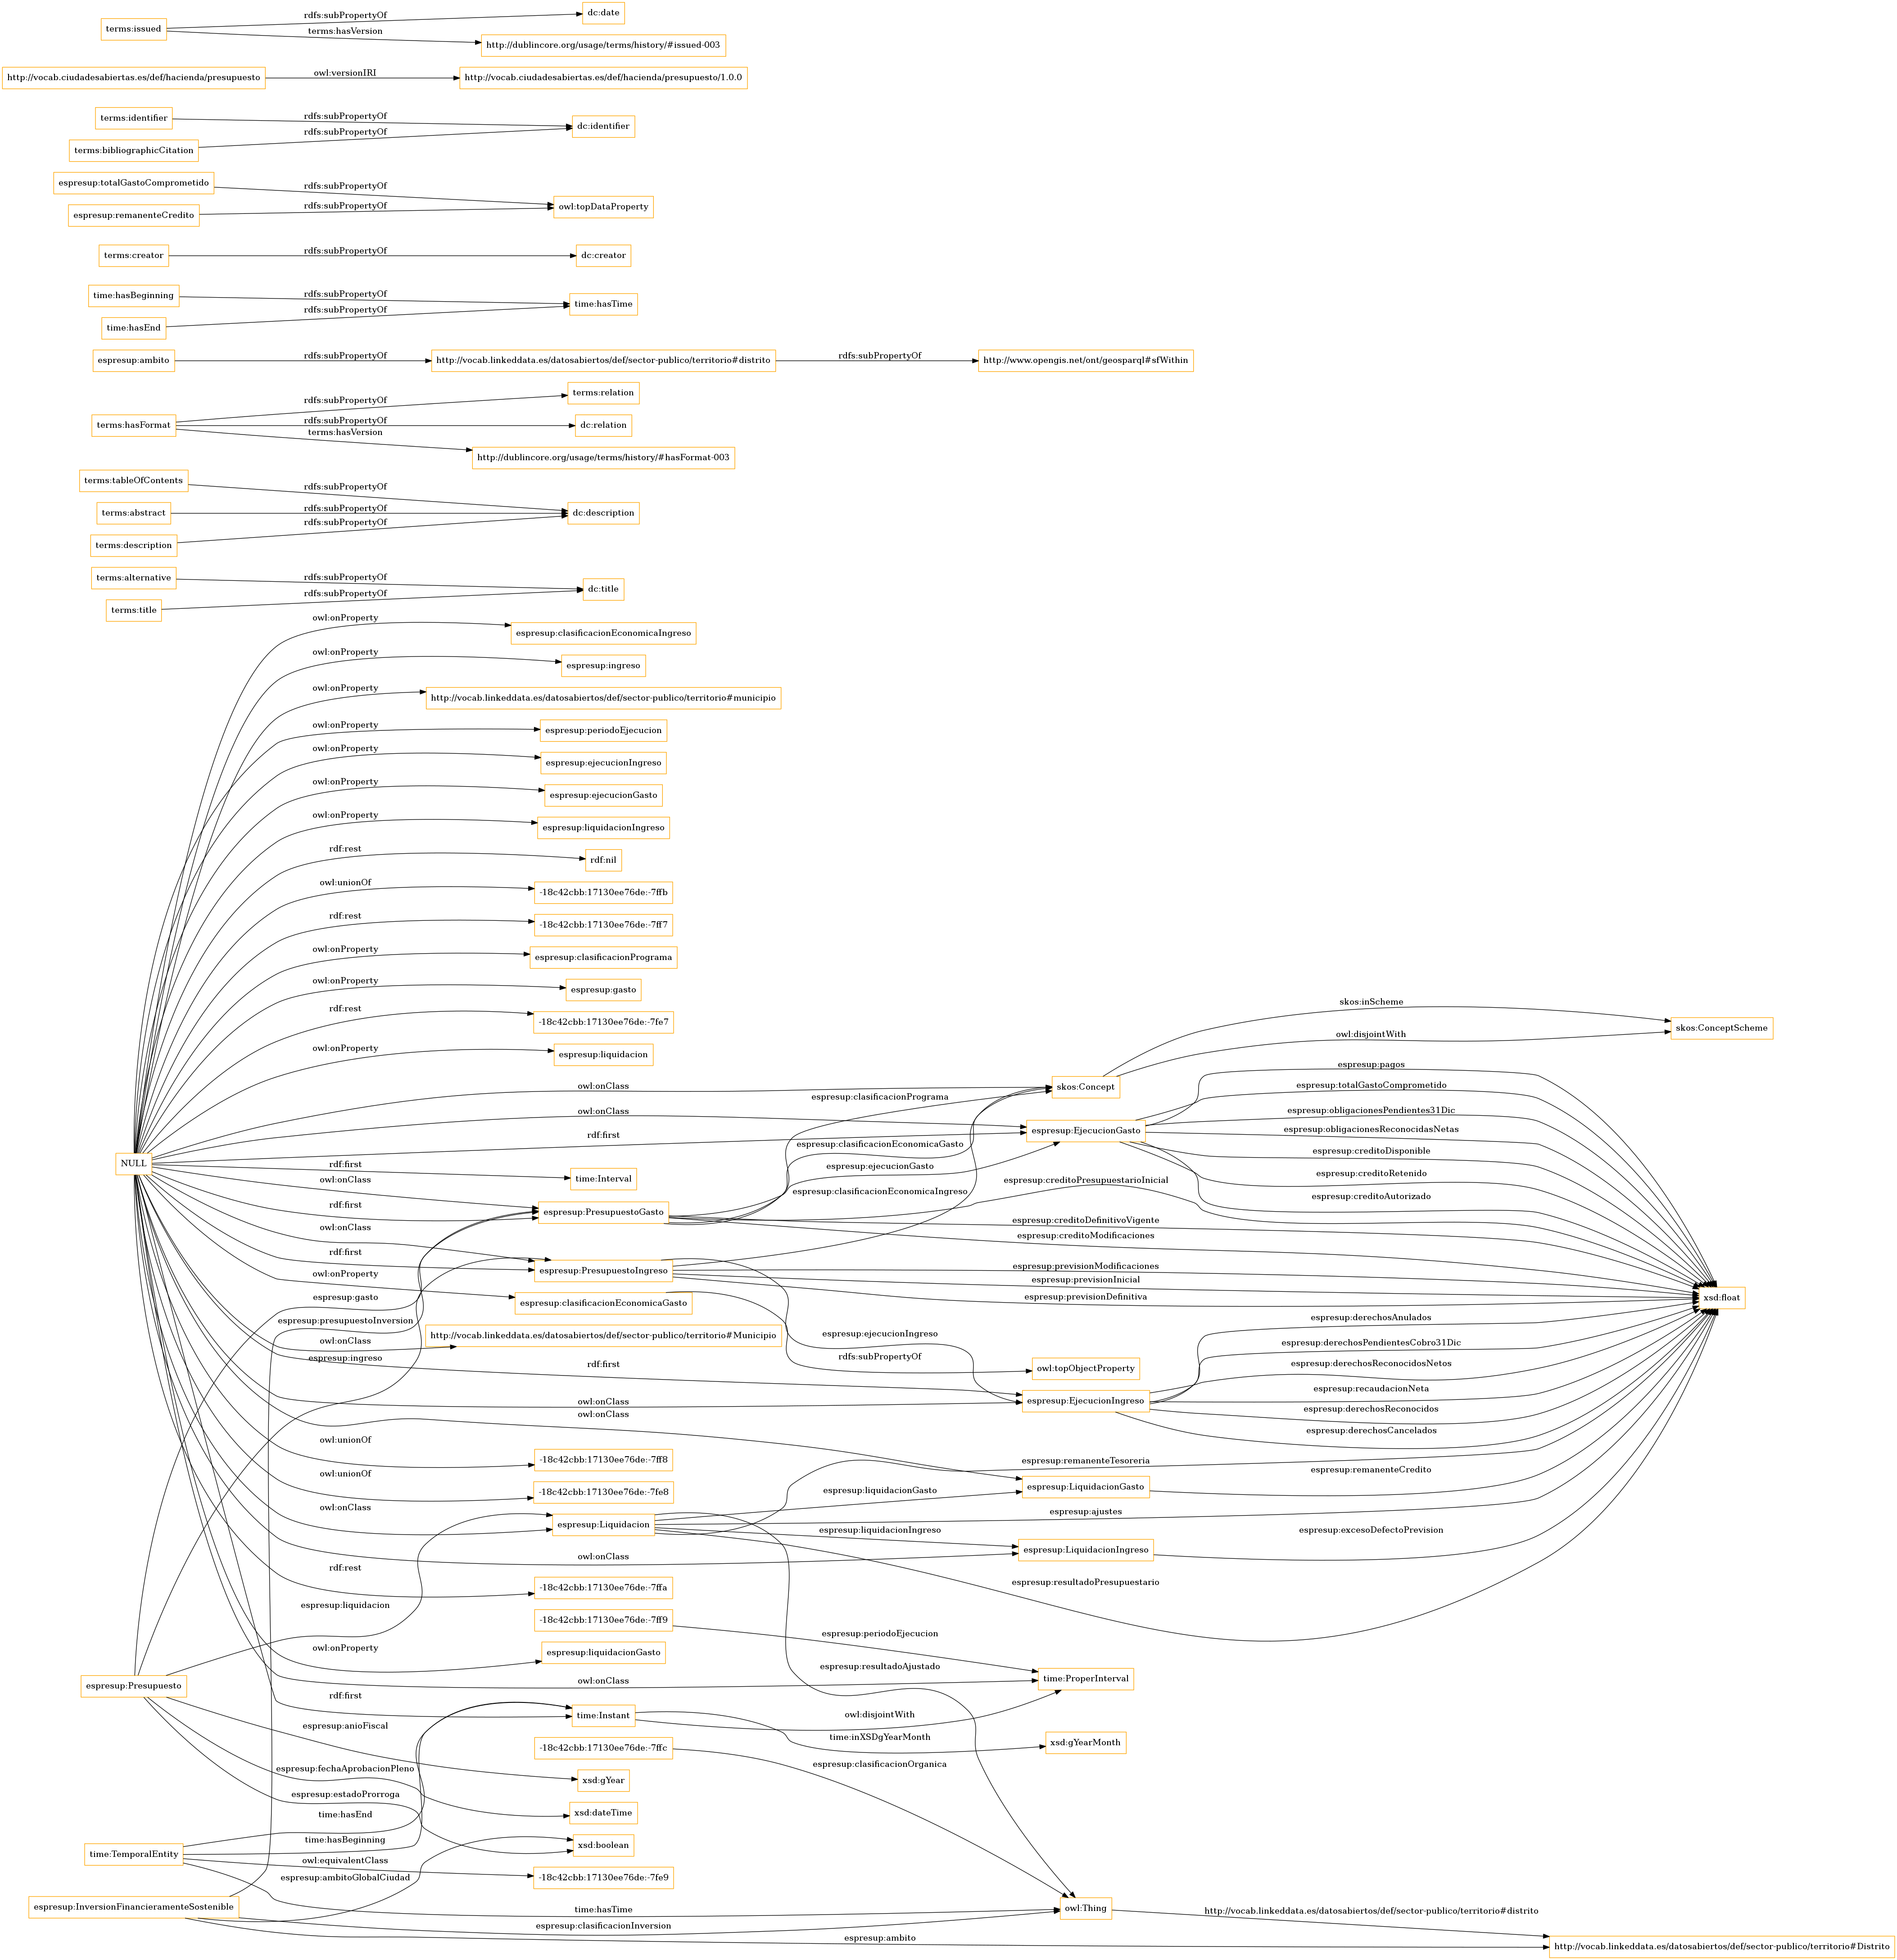 dc:date
rdfs:subPropertyOf
terms:issued
terms:hasVersion
http://dublincore.org/usage/terms/history/#issued-003
http://vocab.ciudadesabiertas.es/def/hacienda/presupuesto
owl:versionIRI
http://vocab.ciudadesabiertas.es/def/hacienda/presupuesto/1.0.0
terms:identifier
rdfs:subPropertyOf
dc:identifier
rdfs:subPropertyOf
terms:bibliographicCitation
espresup:totalGastoComprometido
rdfs:subPropertyOf
owl:topDataProperty
rdfs:subPropertyOf
espresup:remanenteCredito
terms:creator
rdfs:subPropertyOf
dc:creator
time:hasBeginning
rdfs:subPropertyOf
time:hasTime
rdfs:subPropertyOf
time:hasEnd
espresup:ambito
rdfs:subPropertyOf
http://vocab.linkeddata.es/datosabiertos/def/sector-publico/territorio#distrito
rdfs:subPropertyOf
http://www.opengis.net/ont/geosparql#sfWithin
terms:relation
rdfs:subPropertyOf
terms:hasFormat
rdfs:subPropertyOf
dc:relation
terms:hasVersion
http://dublincore.org/usage/terms/history/#hasFormat-003
terms:tableOfContents
rdfs:subPropertyOf
terms:abstract
rdfs:subPropertyOf
dc:description
rdfs:subPropertyOf
terms:description
terms:alternative
rdfs:subPropertyOf
dc:title
rdfs:subPropertyOf
terms:title
owl:onProperty
espresup:clasificacionEconomicaIngreso
owl:onProperty
espresup:ingreso
owl:onProperty
http://vocab.linkeddata.es/datosabiertos/def/sector-publico/territorio#municipio
owl:onProperty
espresup:periodoEjecucion
owl:onProperty
espresup:ejecucionIngreso
owl:onProperty
espresup:ejecucionGasto
owl:onProperty
espresup:liquidacionIngreso
rdf:rest
rdf:nil
owl:unionOf
-18c42cbb:17130ee76de:-7ffb
rdf:rest
-18c42cbb:17130ee76de:-7ff7
owl:onProperty
espresup:clasificacionPrograma
owl:onProperty
espresup:gasto
rdf:rest
-18c42cbb:17130ee76de:-7fe7
owl:onProperty
espresup:liquidacion
skos:inScheme
skos:ConceptScheme
owl:disjointWith
owl:onClass
skos:Concept
espresup:clasificacionPrograma
espresup:pagos
espresup:totalGastoComprometido
owl:onClass
espresup:EjecucionGasto
espresup:obligacionesPendientes31Dic
espresup:obligacionesReconocidasNetas
rdf:first
espresup:clasificacionEconomicaGasto
espresup:creditoDisponible
NULL
rdf:first
time:Interval
espresup:ejecucionGasto
espresup:creditoRetenido
owl:onClass
espresup:creditoPresupuestarioInicial
espresup:clasificacionEconomicaIngreso
espresup:creditoAutorizado
rdf:first
espresup:PresupuestoGasto
espresup:creditoDefinitivoVigente
owl:onClass
espresup:creditoModificaciones
rdf:first
espresup:PresupuestoIngreso
espresup:previsionModificaciones
owl:onProperty
espresup:previsionInicial
espresup:gasto
espresup:clasificacionEconomicaGasto
espresup:previsionDefinitiva
xsd:float
espresup:presupuestoInversion
espresup:derechosAnulados
http://vocab.linkeddata.es/datosabiertos/def/sector-publico/territorio#Municipio
espresup:ejecucionIngreso
owl:onClass
espresup:derechosPendientesCobro31Dic
espresup:ingreso
rdfs:subPropertyOf
rdf:first
owl:topObjectProperty
espresup:derechosReconocidosNetos
owl:onClass
espresup:EjecucionIngreso
espresup:recaudacionNeta
owl:onClass
espresup:derechosReconocidos
espresup:derechosCancelados
owl:unionOf
-18c42cbb:17130ee76de:-7ff8
espresup:remanenteTesoreria
owl:unionOf
-18c42cbb:17130ee76de:-7fe8
espresup:liquidacionGasto
espresup:LiquidacionGasto
espresup:remanenteCredito
owl:onClass
espresup:Liquidacion
espresup:ajustes
espresup:liquidacionIngreso
espresup:excesoDefectoPrevision
owl:onClass
espresup:LiquidacionIngreso
rdf:rest
-18c42cbb:17130ee76de:-7ffa
espresup:resultadoPresupuestario
espresup:liquidacion
-18c42cbb:17130ee76de:-7ff9
espresup:periodoEjecucion
owl:onProperty
espresup:liquidacionGasto
espresup:resultadoAjustado
owl:onClass
time:ProperInterval
espresup:Presupuesto
rdf:first
time:Instant
owl:disjointWith
espresup:anioFiscal
time:inXSDgYearMonth
xsd:gYearMonth
-18c42cbb:17130ee76de:-7ffc
espresup:clasificacionOrganica
espresup:fechaAprobacionPleno
xsd:gYear
espresup:estadoProrroga
time:hasEnd
xsd:dateTime
time:hasBeginning
xsd:boolean
time:TemporalEntity
owl:equivalentClass
-18c42cbb:17130ee76de:-7fe9
espresup:ambitoGlobalCiudad
espresup:InversionFinancieramenteSostenible
time:hasTime
owl:Thing
http://vocab.linkeddata.es/datosabiertos/def/sector-publico/territorio#distrito
espresup:clasificacionInversion
espresup:ambito
http://vocab.linkeddata.es/datosabiertos/def/sector-publico/territorio#Distrito